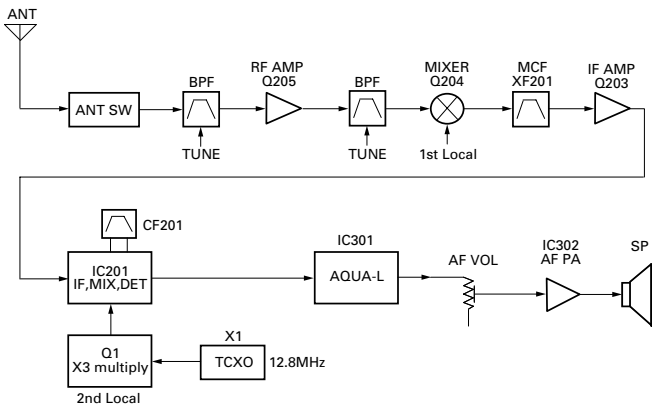 ANT
ANT SW
BPF
TUNE
RF AMP
Q205
BPF
TUNE
MIXER
Q204
1st Local
MCF
XF201
IF AMP
Q203
CF201
IC201
IF,MIX,DET
IC301
AQUA-L
AF VOL
IC302
AF PA
SP
Q1
X3 multiply
2nd Local
X1
TCXO
12.8MHz